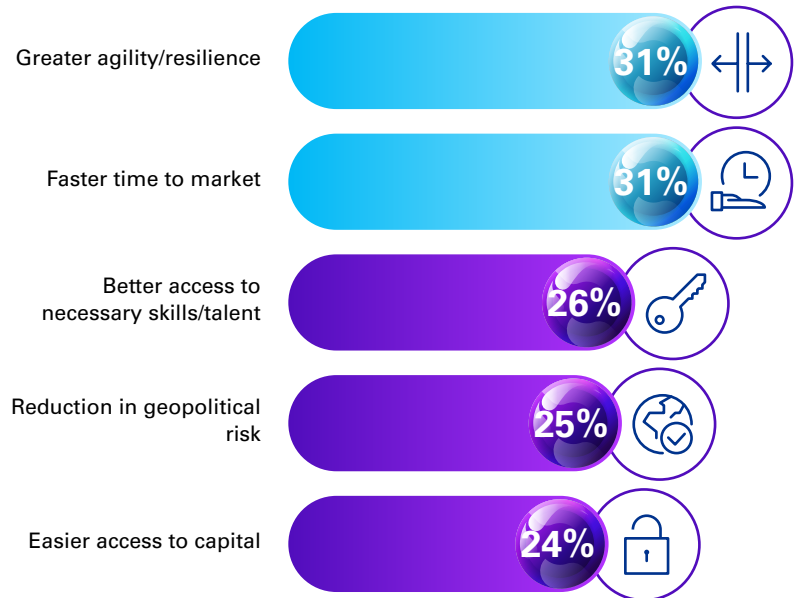 Greater agility/resilience
31%
Faster time to market
31%
Better access to
necessary skills/talent
26%
Reduction in geopolitical
risk
25%
Easier access to capital
24%